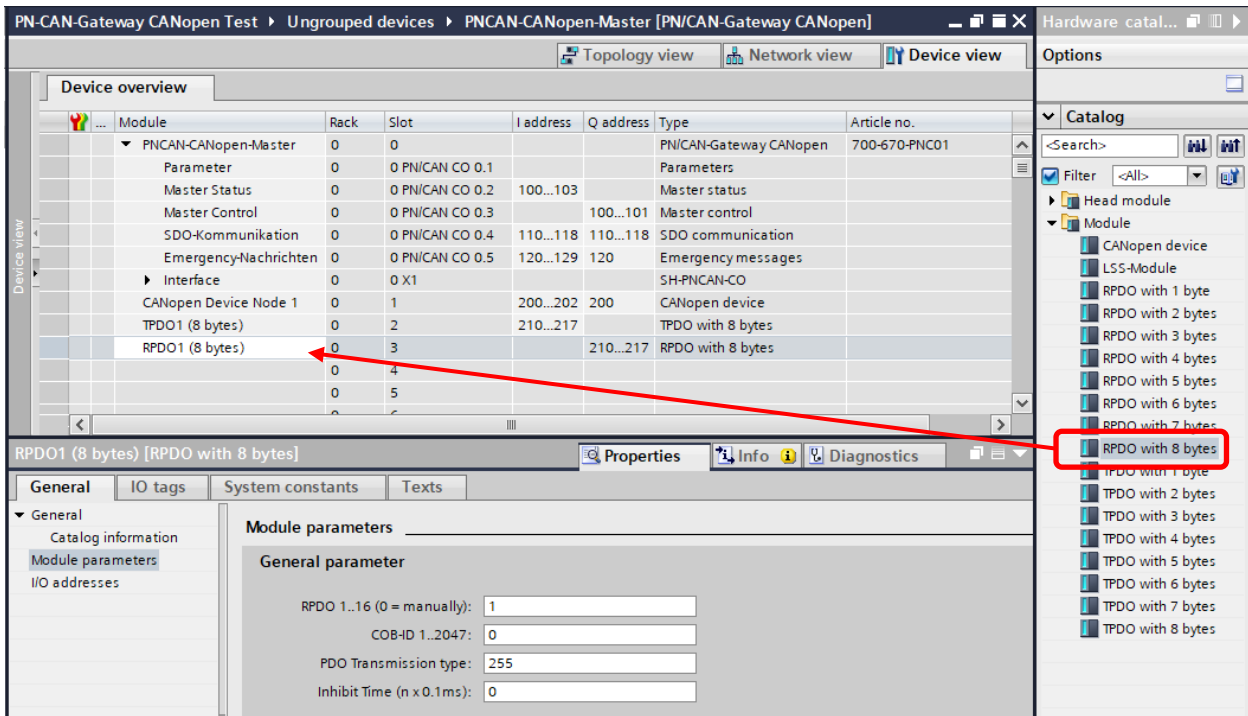 PN-CAN-Gateway CANopen Test ▸ Ungrouped devices ▸ PNCAN-CANopen-Master [PN/CAN-Gateway CANopen]
Topology view Network view Device view
Device overview
... Module Rack Slot I address Q address Type Article no.
PNCAN-CANopen-Master 0 0 PN/CAN-Gateway CANopen 700-670-PNC01
Parameter 0 0 PN/CAN CO 0.1 Parameters
Master Status 0 0 PN/CAN CO 0.2 100...103 Master status
Master Control 0 0 PN/CAN CO 0.3 100...101 Master control
SDO-Kommunikation 0 0 PN/CAN CO 0.4 110...118 110...118 SDO communication
Emergency-Nachrichten 0 0 PN/CAN CO 0.5 120...129 120 Emergency messages
Interface 0 0 X1 SH-PNCAN-CO
CANopen Device Node 1 0 1 200...202 200 CANopen device
TPDO1 (8 bytes) 0 2 210...217 TPDO with 8 bytes
RPDO1 (8 bytes) 0 3 210...217 RPDO with 8 bytes
0 4
0 5
Device view
RPDO1 (8 bytes) [RPDO with 8 bytes]
Properties Info Diagnostics
General IO tags System constants Texts
General
Catalog information
Module parameters
I/O addresses
Module parameters
General parameter
RPDO 1..16 (0 = manually): 1
COB-ID 1..2047: 0
PDO Transmission type: 255
Inhibit Time (n x 0.1ms): 0
Hardware catal...
Options
Catalog
<Search>
Filter <All>
Head module
Module
CANopen device
LSS-Module
RPDO with 1 byte
RPDO with 2 bytes
RPDO with 3 bytes
RPDO with 4 bytes
RPDO with 5 bytes
RPDO with 6 bytes
RPDO with 7 bytes
RPDO with 8 bytes
TPDO with 1 byte
TPDO with 2 bytes
TPDO with 3 bytes
TPDO with 4 bytes
TPDO with 5 bytes
TPDO with 6 bytes
TPDO with 7 bytes
TPDO with 8 bytes